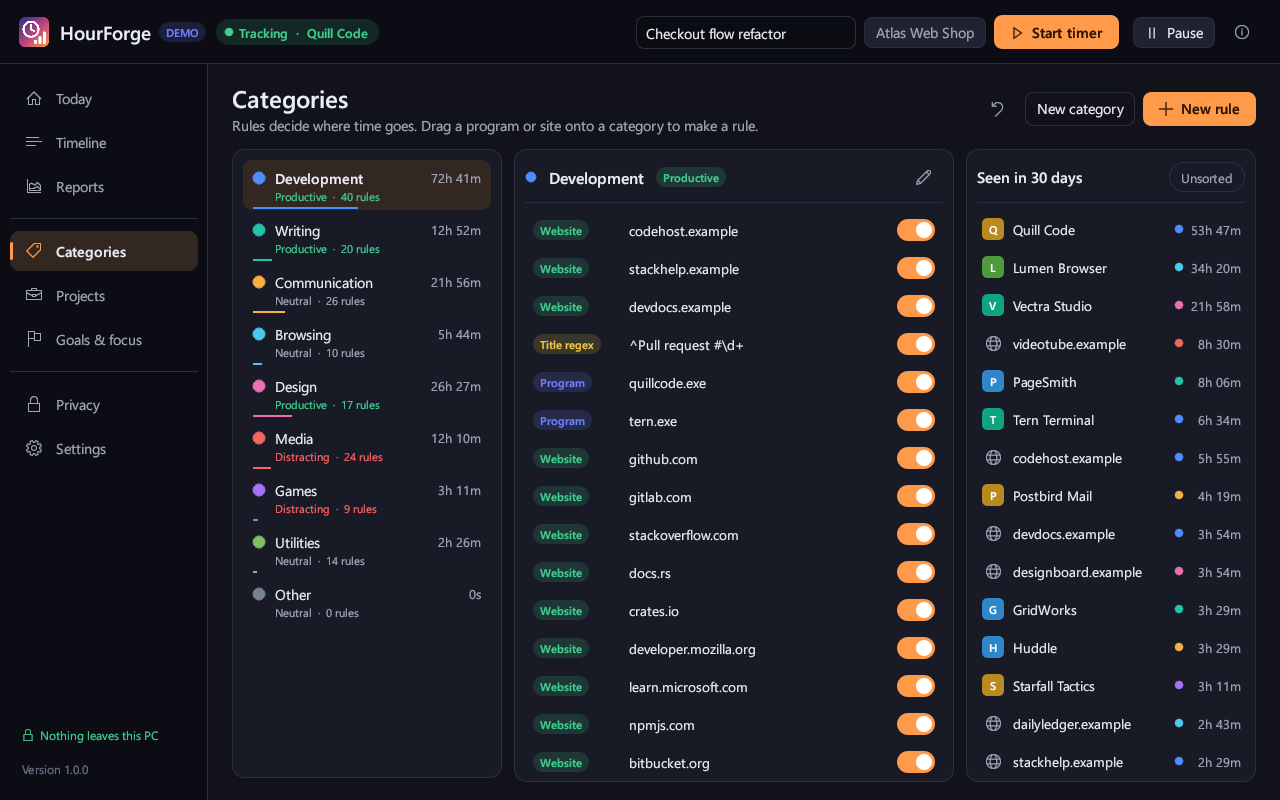 HourForge DEMO Tracking · Quill Code Checkout flow refactor Atlas Web Shop Start timer Pause
Today
Timeline
Reports
Categories
Projects
Goals & focus
Privacy
Settings
Nothing leaves this PC
Version 1.0.0
Categories
Rules decide where time goes. Drag a program or site onto a category to make a rule.
New category
New rule
Development 72h 41m
Productive · 40 rules
Writing 12h 52m
Productive · 20 rules
Communication 21h 56m
Neutral · 26 rules
Browsing 5h 44m
Neutral · 10 rules
Design 26h 27m
Productive · 17 rules
Media 12h 10m
Distracting · 24 rules
Games 3h 11m
Distracting · 9 rules
Utilities 2h 26m
Neutral · 14 rules
Other 0s
Neutral · 0 rules
Development Productive
Website codehost.example
Website stackhelp.example
Website devdocs.example
Title regex ^Pull request #\d+
Program quillcode.exe
Program tern.exe
Website github.com
Website gitlab.com
Website stackoverflow.com
Website docs.rs
Website crates.io
Website developer.mozilla.org
Website learn.microsoft.com
Website npmjs.com
Website bitbucket.org
Seen in 30 days Unsorted
Q Quill Code 53h 47m
L Lumen Browser 34h 20m
V Vectra Studio 21h 58m
videotube.example 8h 30m
P PageSmith 8h 06m
T Tern Terminal 6h 34m
codehost.example 5h 55m
P Postbird Mail 4h 19m
devdocs.example 3h 54m
designboard.example 3h 54m
G GridWorks 3h 29m
H Huddle 3h 29m
S Starfall Tactics 3h 11m
dailyledger.example 2h 43m
stackhelp.example 2h 29m